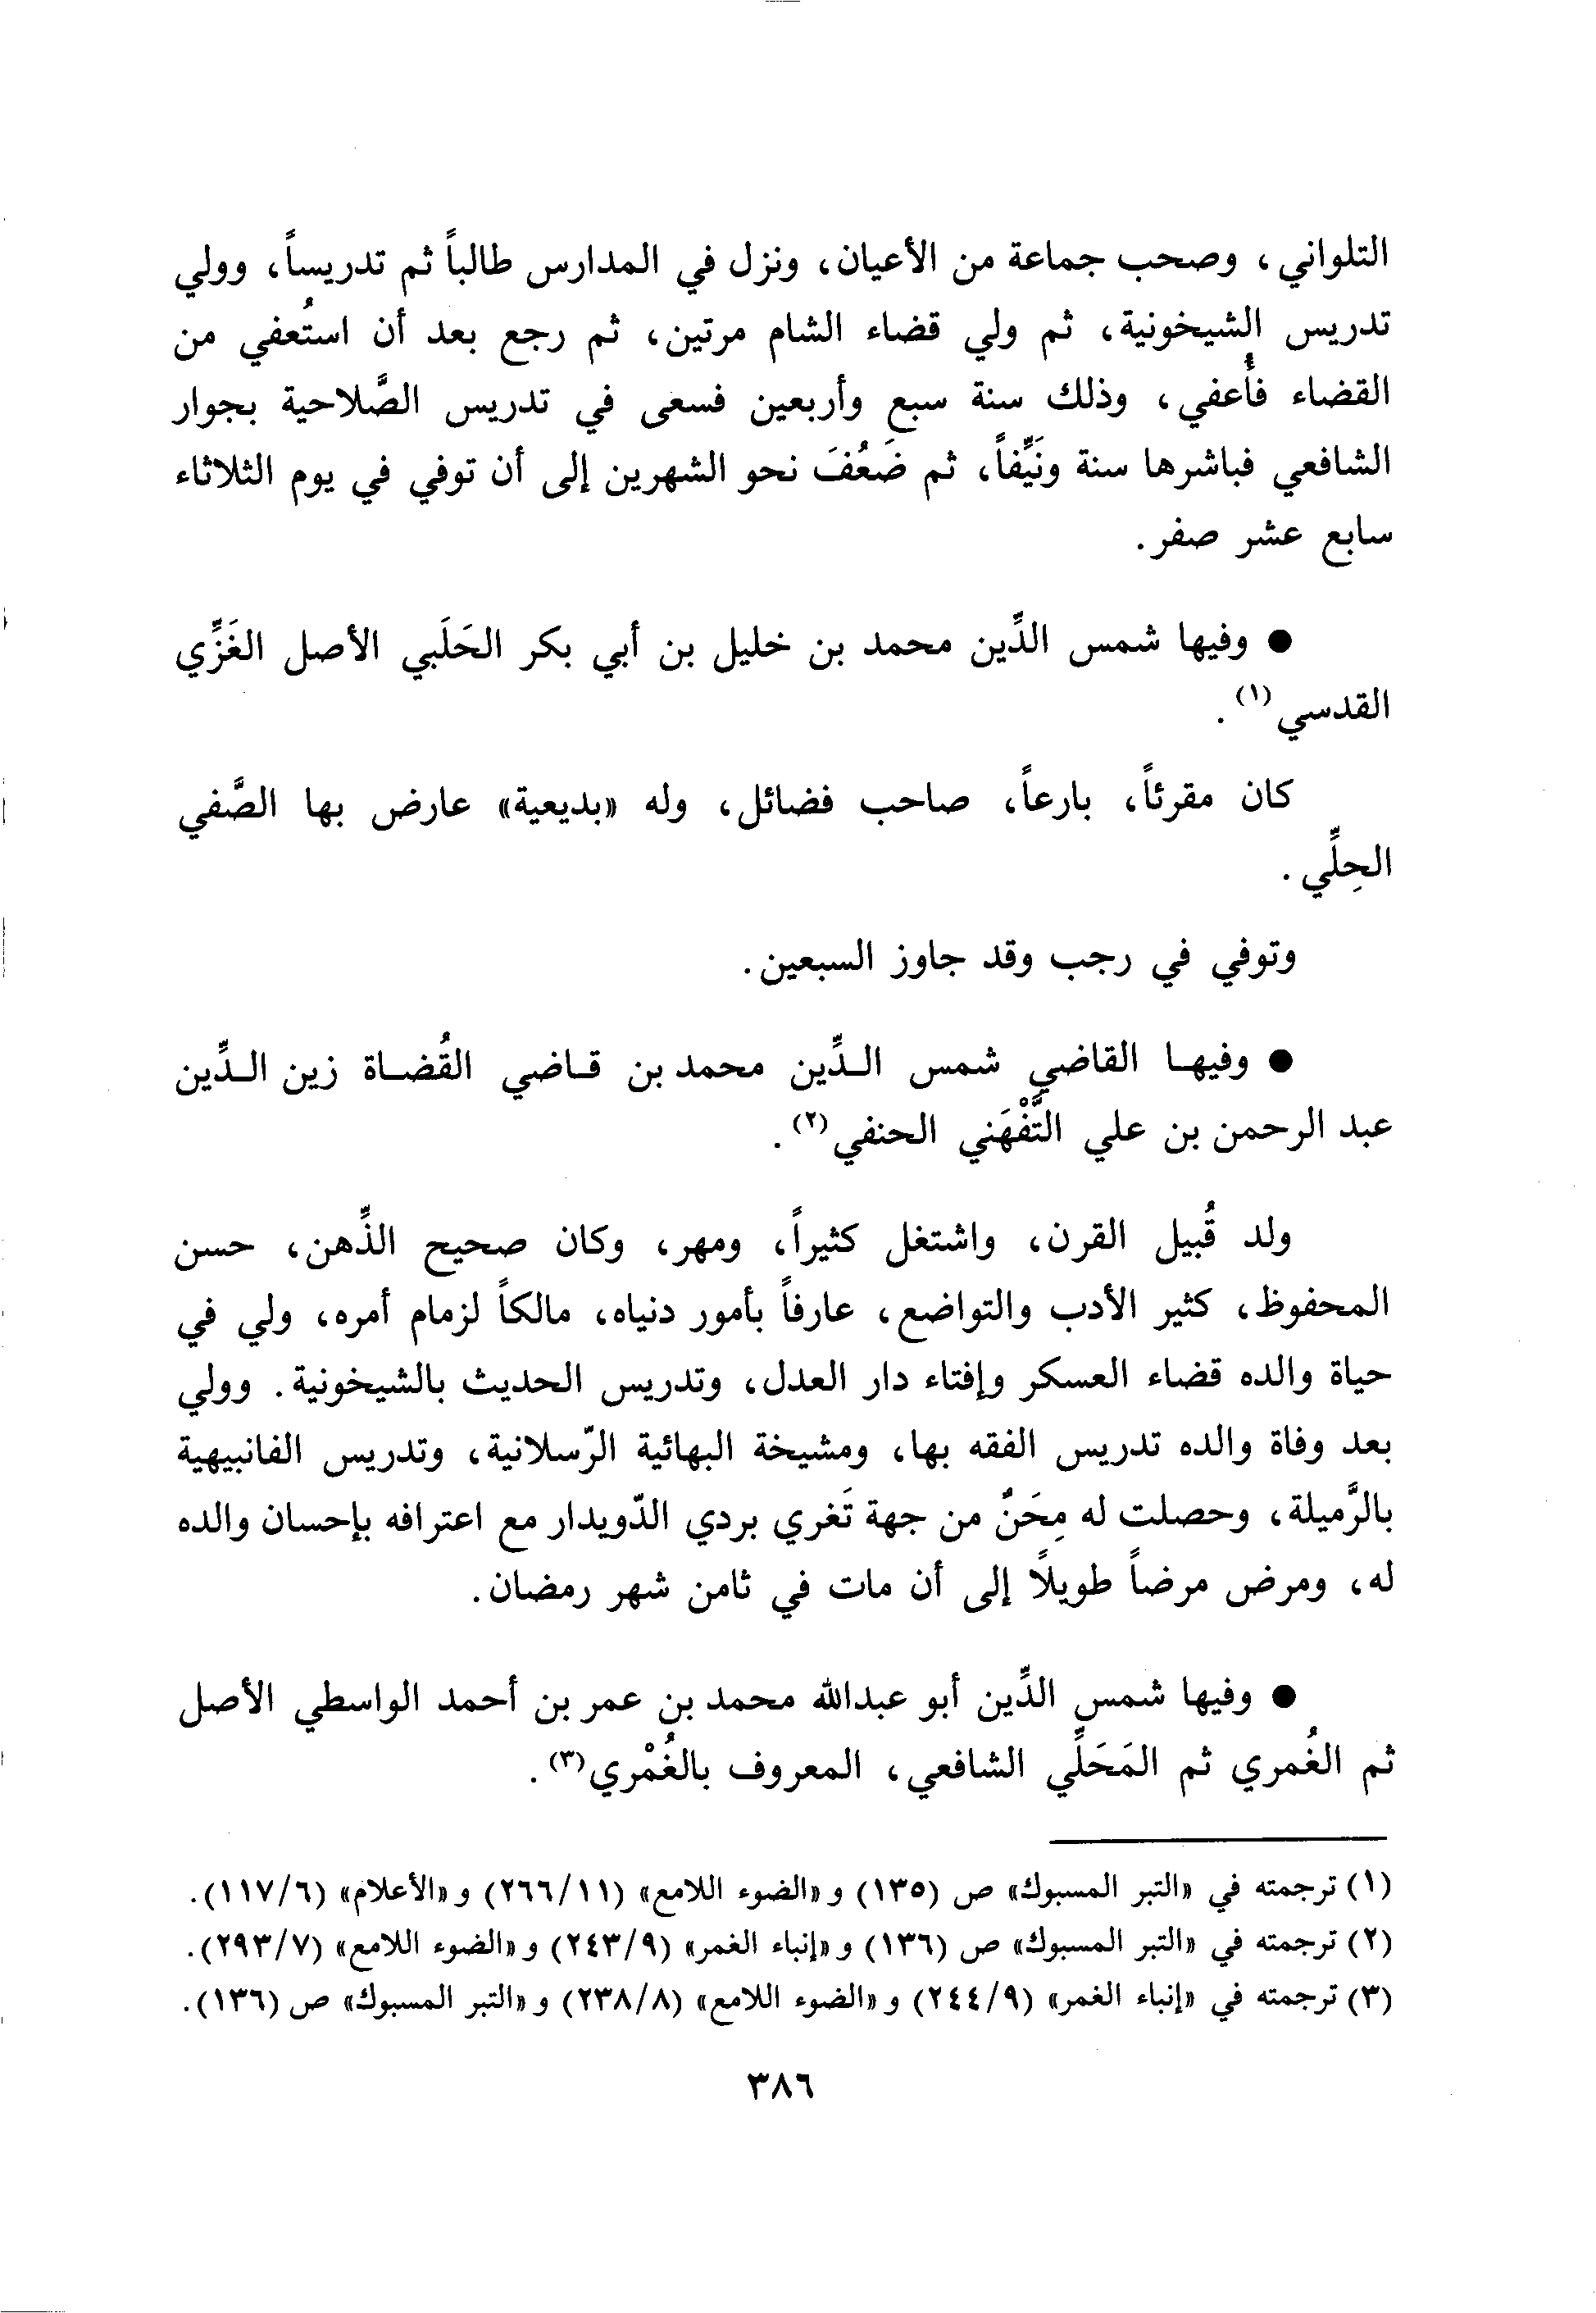 التلواني، وصحب جماعة من الأعيان، ونزل في المدارس طالباً ثم تدريساً، وولي
تدريس الشيخونية، ثم ولي قضاء الشام مرتين، ثم رجع بعد أن استُعفي من
القضاء فأُعفي، وذلك سنة سبع وأربعين فسعى في تدريس الصَّلاحية بجوار
الشافعي فباشرها سنة ونَيِّفاً، ثم ضَعُفَ نحو الشهرين إلى أن توفي في يوم الثلاثاء
سابع عشر صفر.
● وفيها شمس الدِّين محمد بن خليل بن أبي بكر الحَلَبي الأصل الغَزِّي
القدسي(١).
كان مقرئاً، بارعاً، صاحب فضائل، وله «بديعية» عارض بها الصَّفي
الحِلِّي.
وتوفي في رجب وقد جاوز السبعين.
● وفيهـا القاضي شمس الـدِّين محمد بن قـاضي القُضـاة زين الـدِّين
عبد الرحمن بن علي التَّفْهَني الحنفي(٢).
ولد قُبيل القرن، واشتغل كثيراً، ومهر، وكان صحيح الذِّهن، حسن
المحفوظ، كثير الأدب والتواضع، عارفاً بأمور دنياه، مالكاً لزمام أمره، ولي في
حياة والده قضاء العسكر وإفتاء دار العدل، وتدريس الحديث بالشيخونية. وولي
بعد وفاة والده تدريس الفقه بها، ومشيخة البهائية الرّسلانية، وتدريس الفانبيهية
بالرَّميلة، وحصلت له مِحَنٌ من جهة تَغري بردي الدّويدار مع اعترافه بإحسان والده
له، ومرض مرضاً طويلاً إلى أن مات في ثامن شهر رمضان.
● وفيها شمس الدِّين أبو عبدالله محمد بن عمر بن أحمد الواسطي الأصل
ثم الغُمري ثم المَحَلِّي الشافعي، المعروف بالغُمْري(٣).
(١) ترجمته في «التبر المسبوك» ص (١٣٥) و «الضوء اللامع» (٢٦٦/١١) و «الأعلام» (١١٧/٦).
(٢) ترجمته في «التبر المسبوك» ص (١٣٦) و «إنباء الغمر» (٢٤٣/٩) و «الضوء اللامع» (٢٩٣/٧).
(٣) ترجمته في «إنباء الغمر» (٢٤٤/٩) و «الضوء اللامع» (٢٣٨/٨) و «التبر المسبوك» ص (١٣٦).
٣٨٦